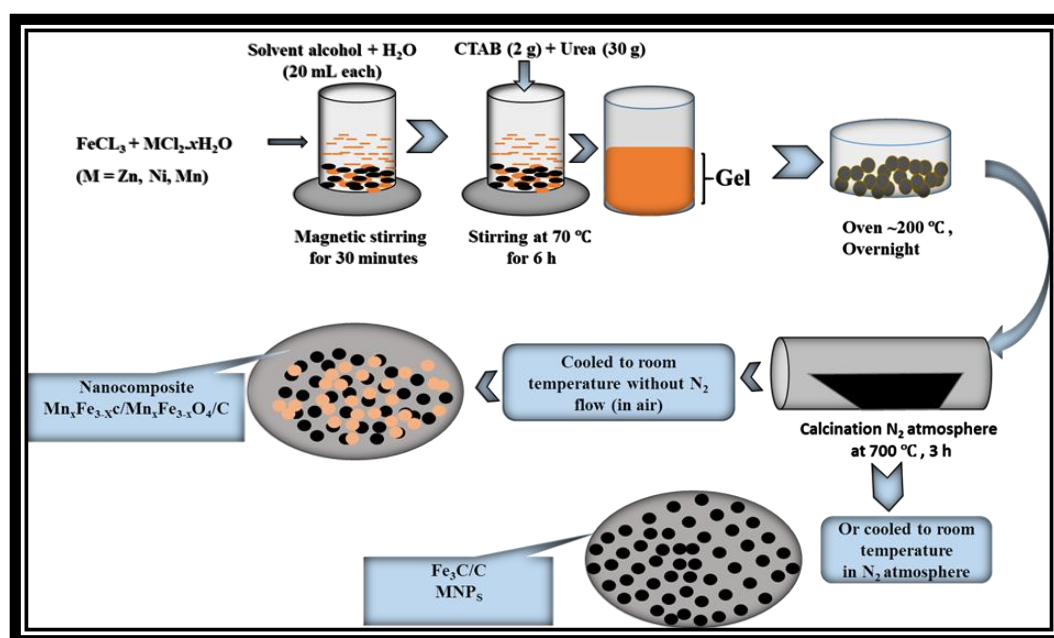 Solvent alcohol + H₂O
(20 mL each)
CTAB (2 g) + Urea (30 g)
FeCL₃ + MCl₂.xH₂O
(M = Zn, Ni, Mn)
Magnetic stirring
for 30 minutes
Stirring at 70 ℃
for 6 h
Gel
Oven ~200 ℃ ,
Overnight
Calcination N₂ atmosphere
at 700 ℃ , 3 h
Cooled to room
temperature without N₂
flow (in air)
Nanocomposite
MnₓFe₃₋ₓc/MnₓFe₃₋ₓO₄/C
Or cooled to room
temperature
in N₂ atmosphere
Fe₃C/C
MNPₛ